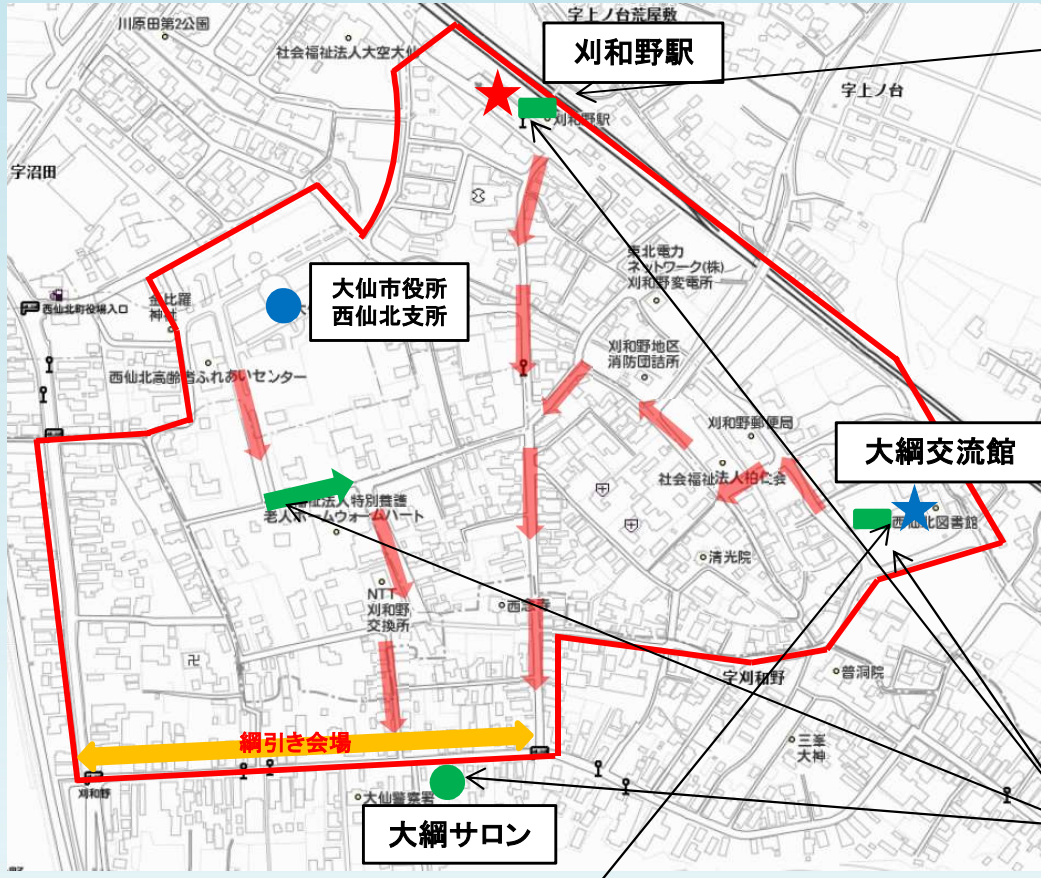 字上ノ台荒屋敷
川原田第2公園
社会福祉法人大空大仙
刈和野駅
字上ノ台
刈和野駅
字沼田
東北電力
ネットワーク(株)
刈和野変電所
大仙市役所
西仙北支所
西仙北町役場入口
金比羅
神社
刈和野地区
消防団詰所
西仙北高齢者ふれあいセンター
刈和野郵便局
大綱交流館
社会福祉法人柏仁会
福祉法人特別養護
老人ホームウォームハート
西仙北図書館
清光院
NTT
刈和野
交換所
字刈和野
普洞院
綱引き会場
三峯
大神
刈和野
大仙警察署
大綱サロン